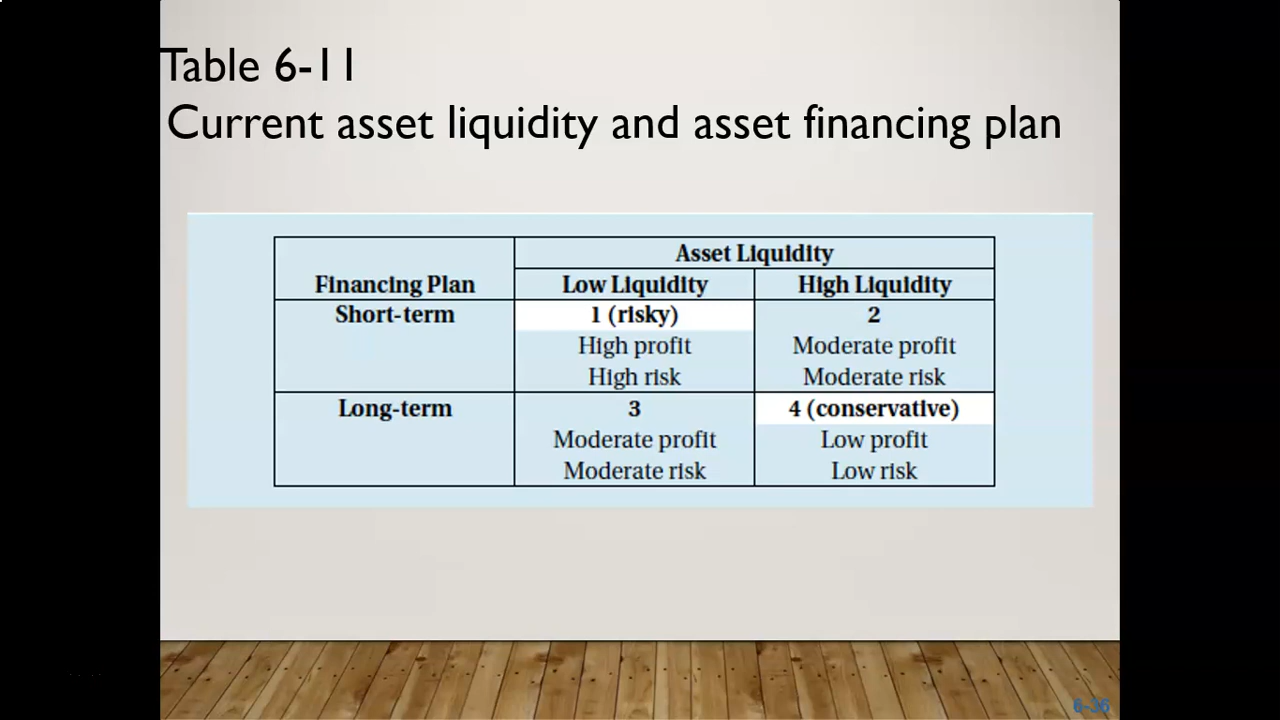 Table 6-11
Current asset liquidity and asset financing plan
Asset Liquidity
Financing Plan Low Liquidity High Liquidity
Short-term 1 (risky) 2
High profit Moderate profit
High risk Moderate risk
Long-term 3 4 (conservative)
Moderate profit Low profit
Moderate risk Low risk
6-36